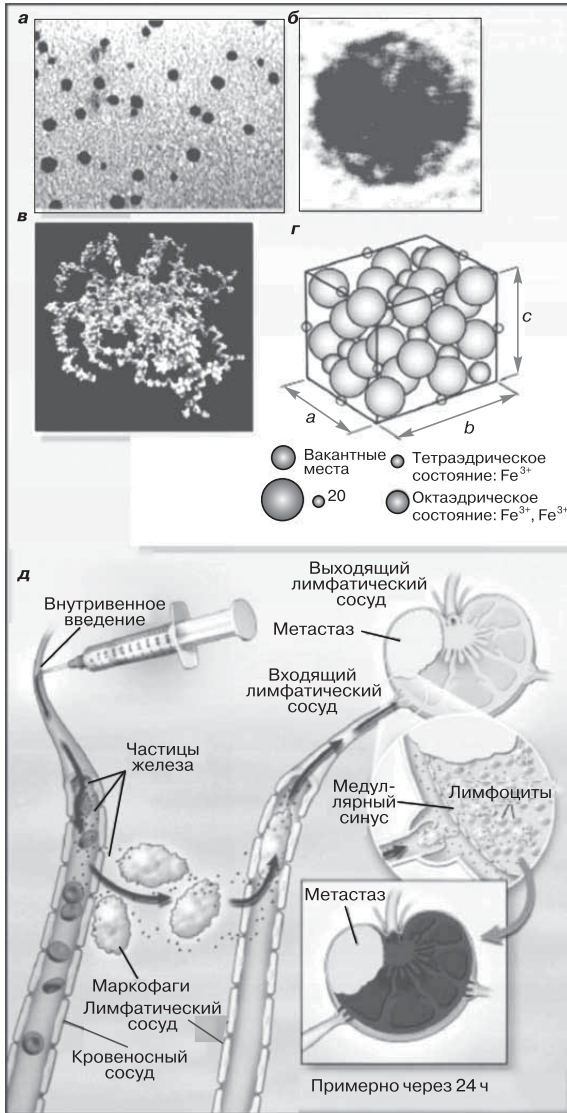 а
б
в
г
c
a
b
Вакантные
места
20
Тетраэдрическое
состояние: Fe3+
Октаэдрическое
состояние: Fe3+, Fe3+
д
Внутривенное
введение
Выходящий
лимфатический
сосуд
Метастаз
Входящий
лимфатический
сосуд
Частицы
железа
Медул-
лярный
синус
Лимфоциты
Метастаз
Маркофаги
Лимфатический
сосуд
Кровеносный
сосуд
Примерно через 24 ч